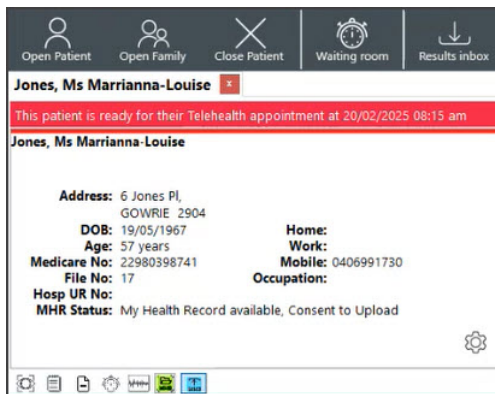 Open Patient Open Family Close Patient Waiting room Results inbox
Jones, Ms Marrianna-Louise x
This patient is ready for their Telehealth appointment at 20/02/2025 08:15 am
Jones, Ms Marrianna-Louise
Address: 6 Jones Pl,
GOWRIE 2904
DOB: 19/05/1967 Home:
Age: 57 years Work:
Medicare No: 22980398741 Mobile: 0406991730
File No: 17 Occupation:
Hosp UR No:
MHR Status: My Health Record available, Consent to Upload